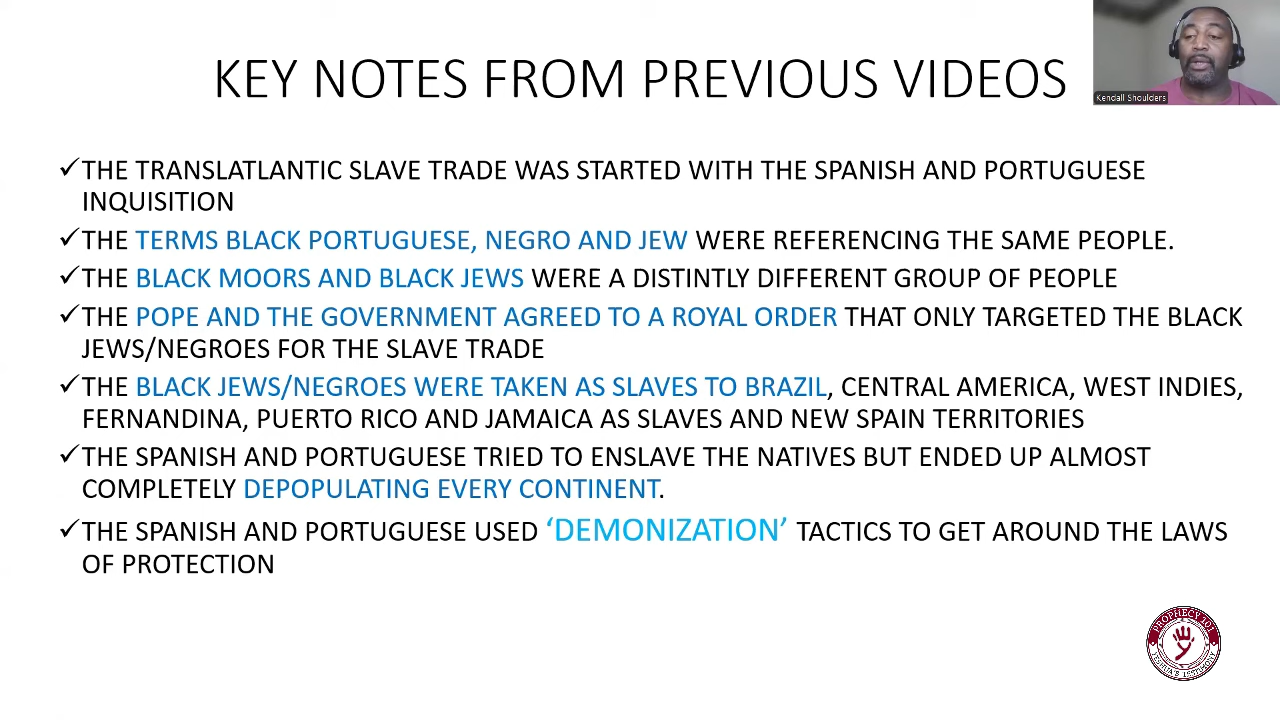 KEY NOTES FROM PREVIOUS VIDEOS
Kendall Shoulders
✓THE TRANSLATLANTIC SLAVE TRADE WAS STARTED WITH THE SPANISH AND PORTUGUESE
INQUISITION
✓THE TERMS BLACK PORTUGUESE, NEGRO AND JEW WERE REFERENCING THE SAME PEOPLE.
✓THE BLACK MOORS AND BLACK JEWS WERE A DISTINTLY DIFFERENT GROUP OF PEOPLE
✓THE POPE AND THE GOVERNMENT AGREED TO A ROYAL ORDER THAT ONLY TARGETED THE BLACK
JEWS/NEGROES FOR THE SLAVE TRADE
✓THE BLACK JEWS/NEGROES WERE TAKEN AS SLAVES TO BRAZIL, CENTRAL AMERICA, WEST INDIES,
FERNANDINA, PUERTO RICO AND JAMAICA AS SLAVES AND NEW SPAIN TERRITORIES
✓THE SPANISH AND PORTUGUESE TRIED TO ENSLAVE THE NATIVES BUT ENDED UP ALMOST
COMPLETELY DEPOPULATING EVERY CONTINENT.
✓THE SPANISH AND PORTUGUESE USED ‘DEMONIZATION’ TACTICS TO GET AROUND THE LAWS
OF PROTECTION
PROPHECY 101
YESHUA'S TESTIMONY